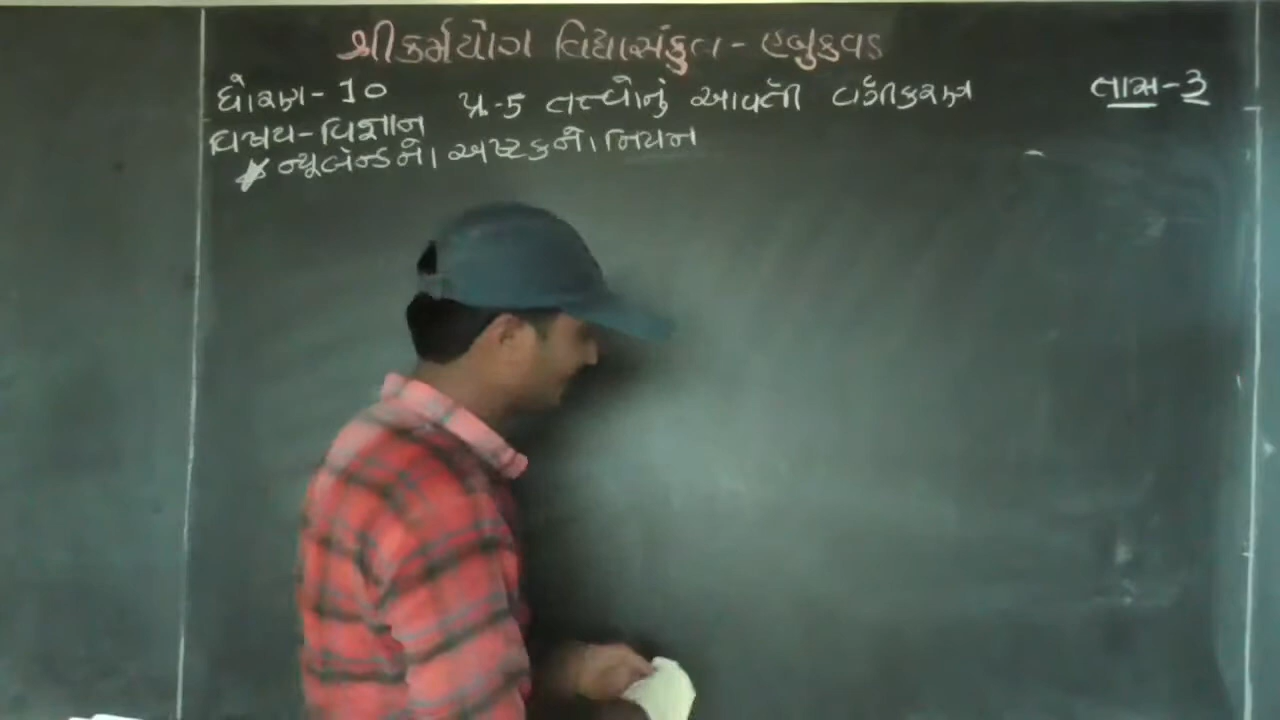 શ્રી કર્મયોગ વિદ્યાસંકુલ - એબુકવડ
ધોરણ - 10
પ્ર-5 તત્ત્વોનું આવર્તી વર્ગીકરણ
તાસ-3
વિષય - વિજ્ઞાન
* ન્યૂલેન્ડનો અષ્ટકનો નિયમ